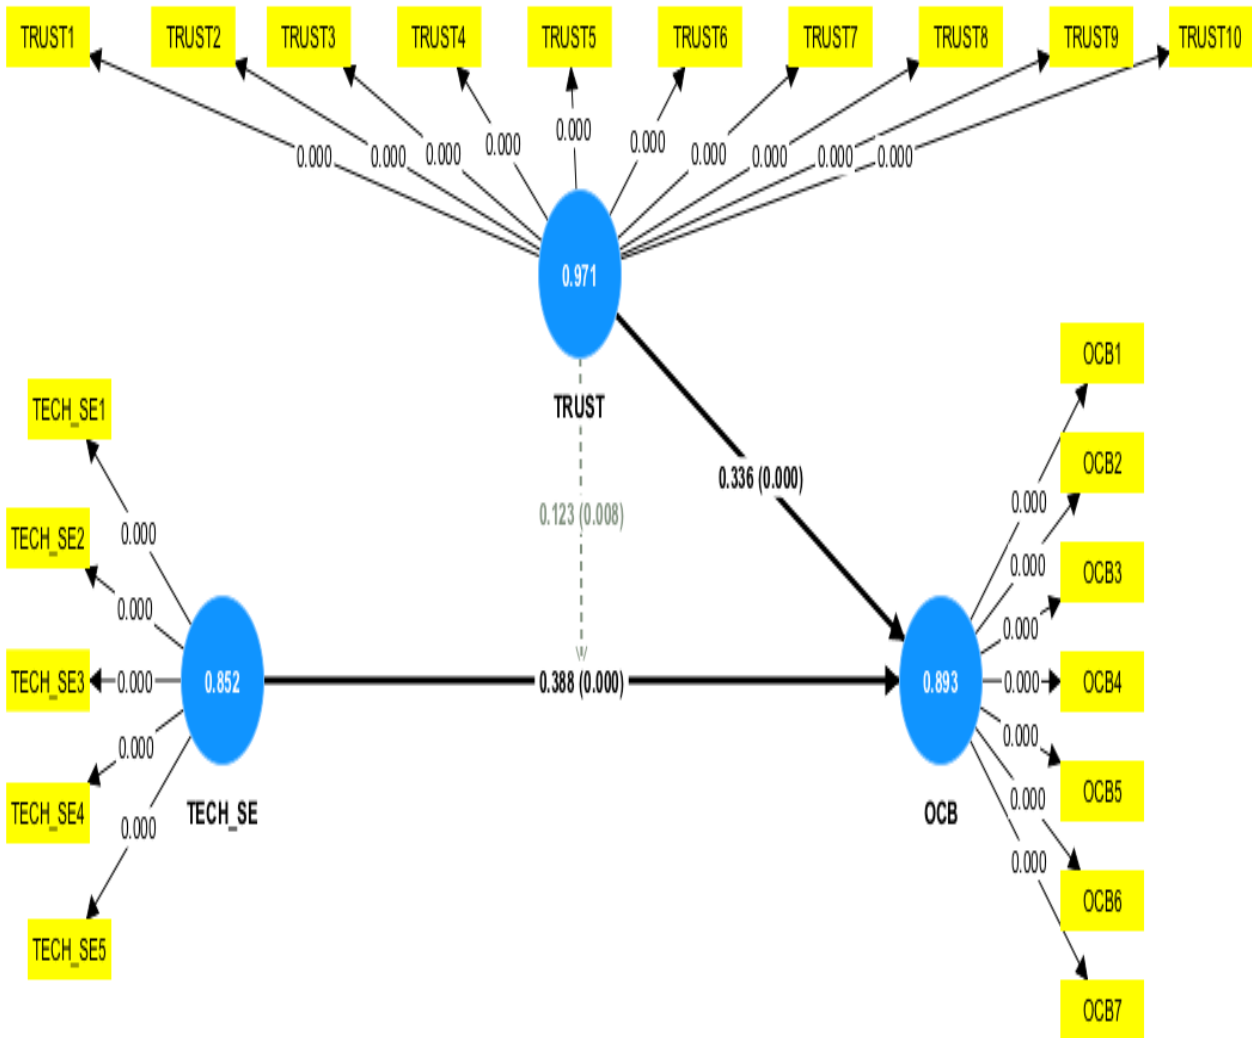 TRUST1 TRUST2 TRUST3 TRUST4 TRUST5 TRUST6 TRUST7 TRUST8 TRUST9 TRUST10
0.000 0.000 0.000 0.000 0.000 0.000 0.000 0.000 0.000 0.000
0.971
TRUST
0.336 (0.000)
0.123 (0.008)
TECH_SE1
0.000
TECH_SE2
0.000
TECH_SE3
0.000
0.852
TECH_SE4
0.000
TECH_SE
0.000
TECH_SE5
0.388 (0.000)
OCB1
0.000
OCB2
0.000
OCB3
0.000
0.893
0.000
OCB4
0.000
OCB5
0.000
OCB
0.000
OCB6
OCB7